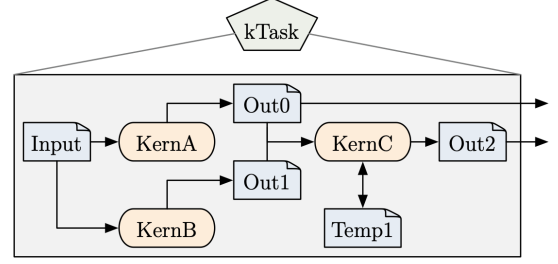 kTask
Out0
Input
KernA
KernC
Out2
Out1
KernB
Temp1